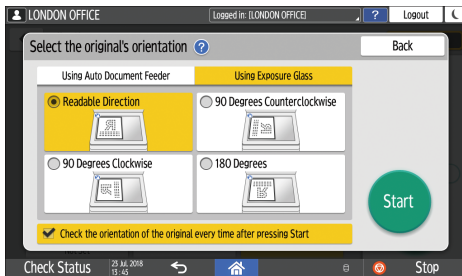 LONDON OFFICE
Logged in: [LONDON OFFICE]
?
Logout
Select the original's orientation ?
Back
Using Auto Document Feeder
Using Exposure Glass
Readable Direction
90 Degrees Counterclockwise
90 Degrees Clockwise
180 Degrees
Start
Check the orientation of the original every time after pressing Start
Check Status
23 Jul. 2018
13:45
Stop